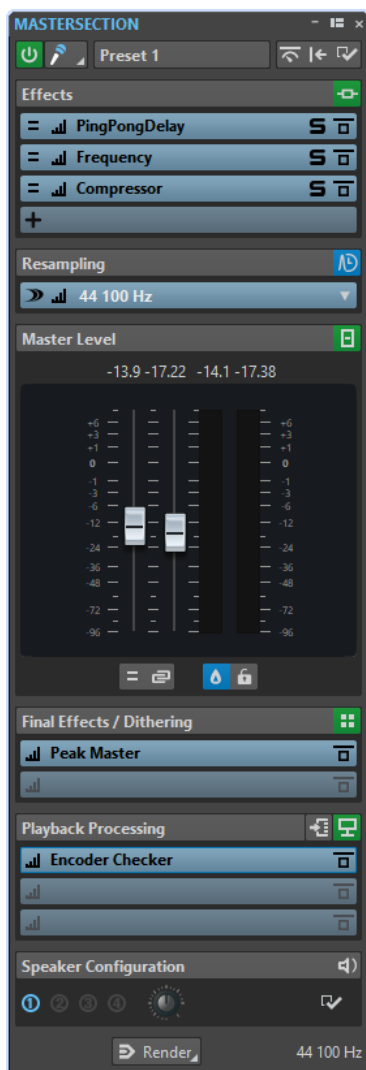 MASTERSECTION
Preset 1
Effects
PingPongDelay S
Frequency S
Compressor S
Resampling
44 100 Hz
Master Level
-13.9 -17.22 -14.1 -17.38
+6 +6
+3 +3
+1 +1
0 0
-1 -1
-3 -3
-6 -6
-12 -12
-24 -24
-36 -36
-48 -48
-72 -72
-96 -96
Final Effects / Dithering
Peak Master
Playback Processing
Encoder Checker
Speaker Configuration
1 2 3 4
Render 44 100 Hz